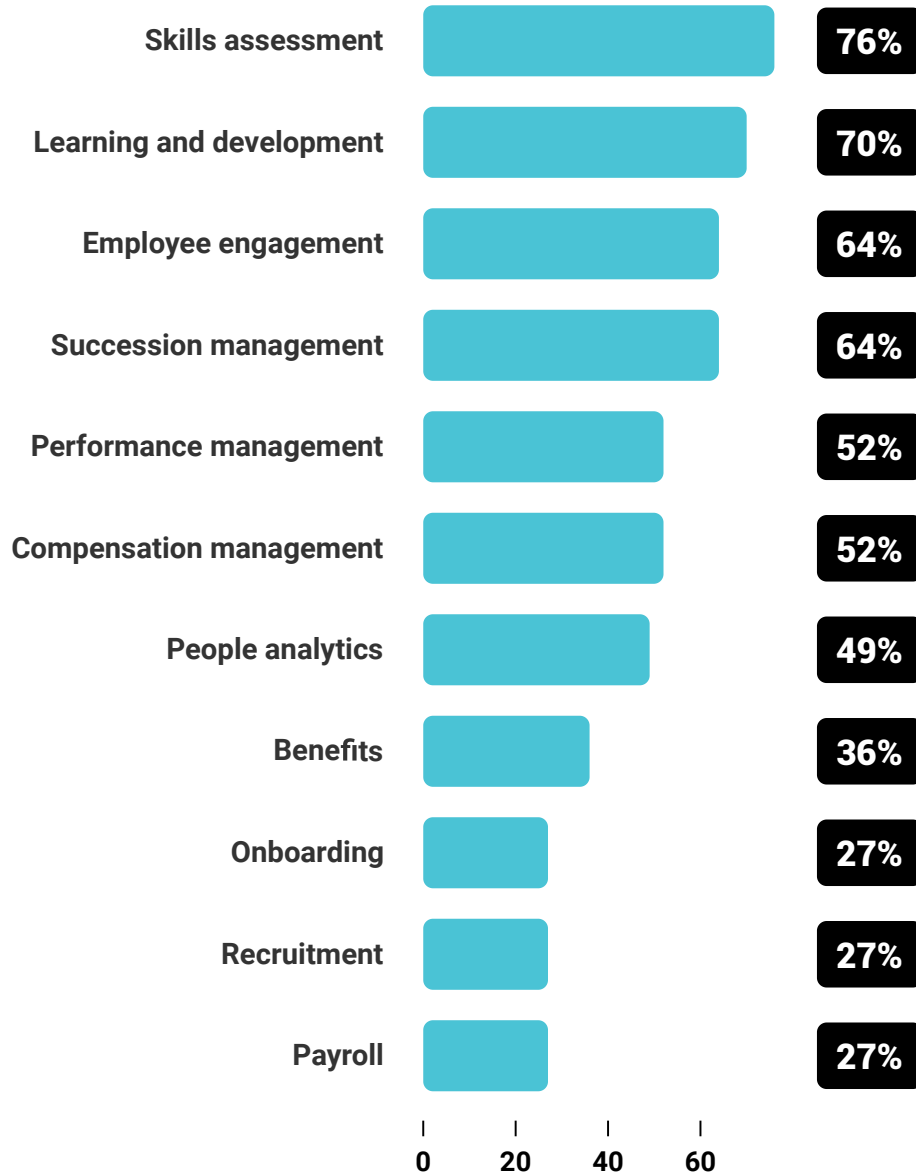 Skills assessment 76%
Learning and development 70%
Employee engagement 64%
Succession management 64%
Performance management 52%
Compensation management 52%
People analytics 49%
Benefits 36%
Onboarding 27%
Recruitment 27%
Payroll 27%
0 20 40 60